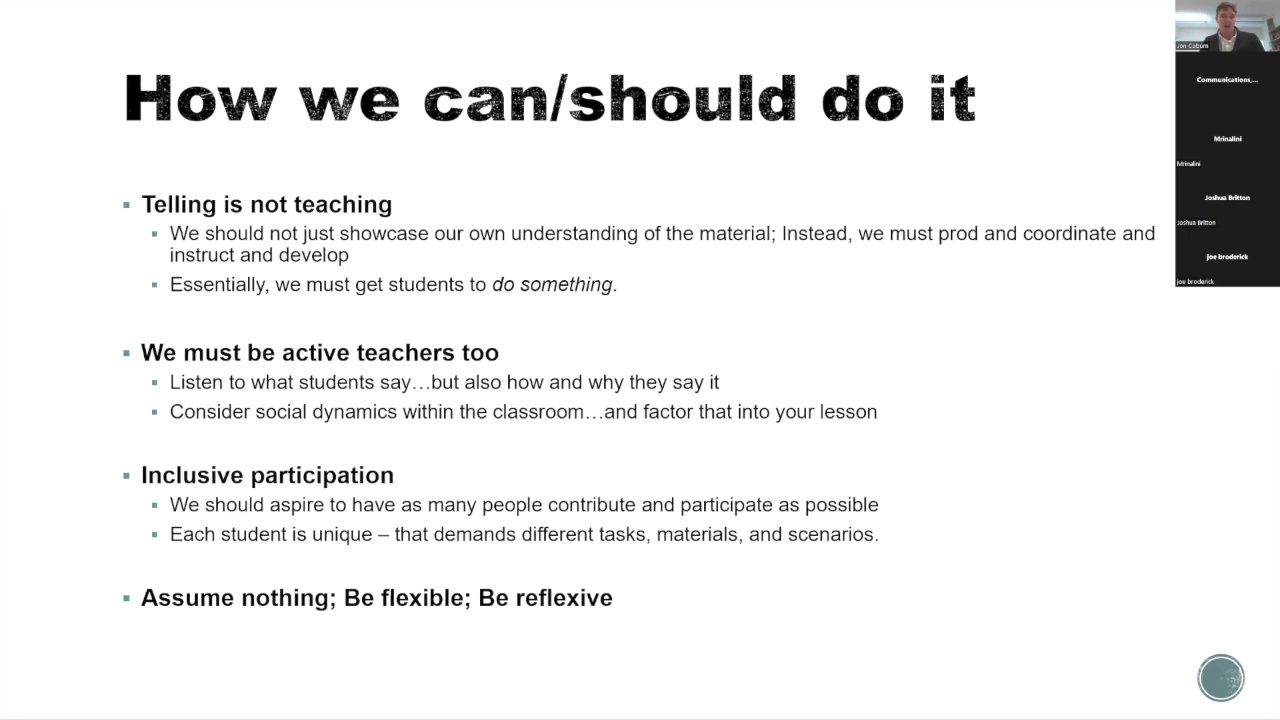 How we can/should do it
Telling is not teaching
We should not just showcase our own understanding of the material; Instead, we must prod and coordinate and
instruct and develop
Essentially, we must get students to do something.
We must be active teachers too
Listen to what students say…but also how and why they say it
Consider social dynamics within the classroom…and factor that into your lesson
Inclusive participation
We should aspire to have as many people contribute and participate as possible
Each student is unique – that demands different tasks, materials, and scenarios.
Assume nothing; Be flexible; Be reflexive
Jon Coburn
Communications,...
Mrinalini
Mrinalini
Joshua Britton
Joshua Britton
joe broderick
joe broderick